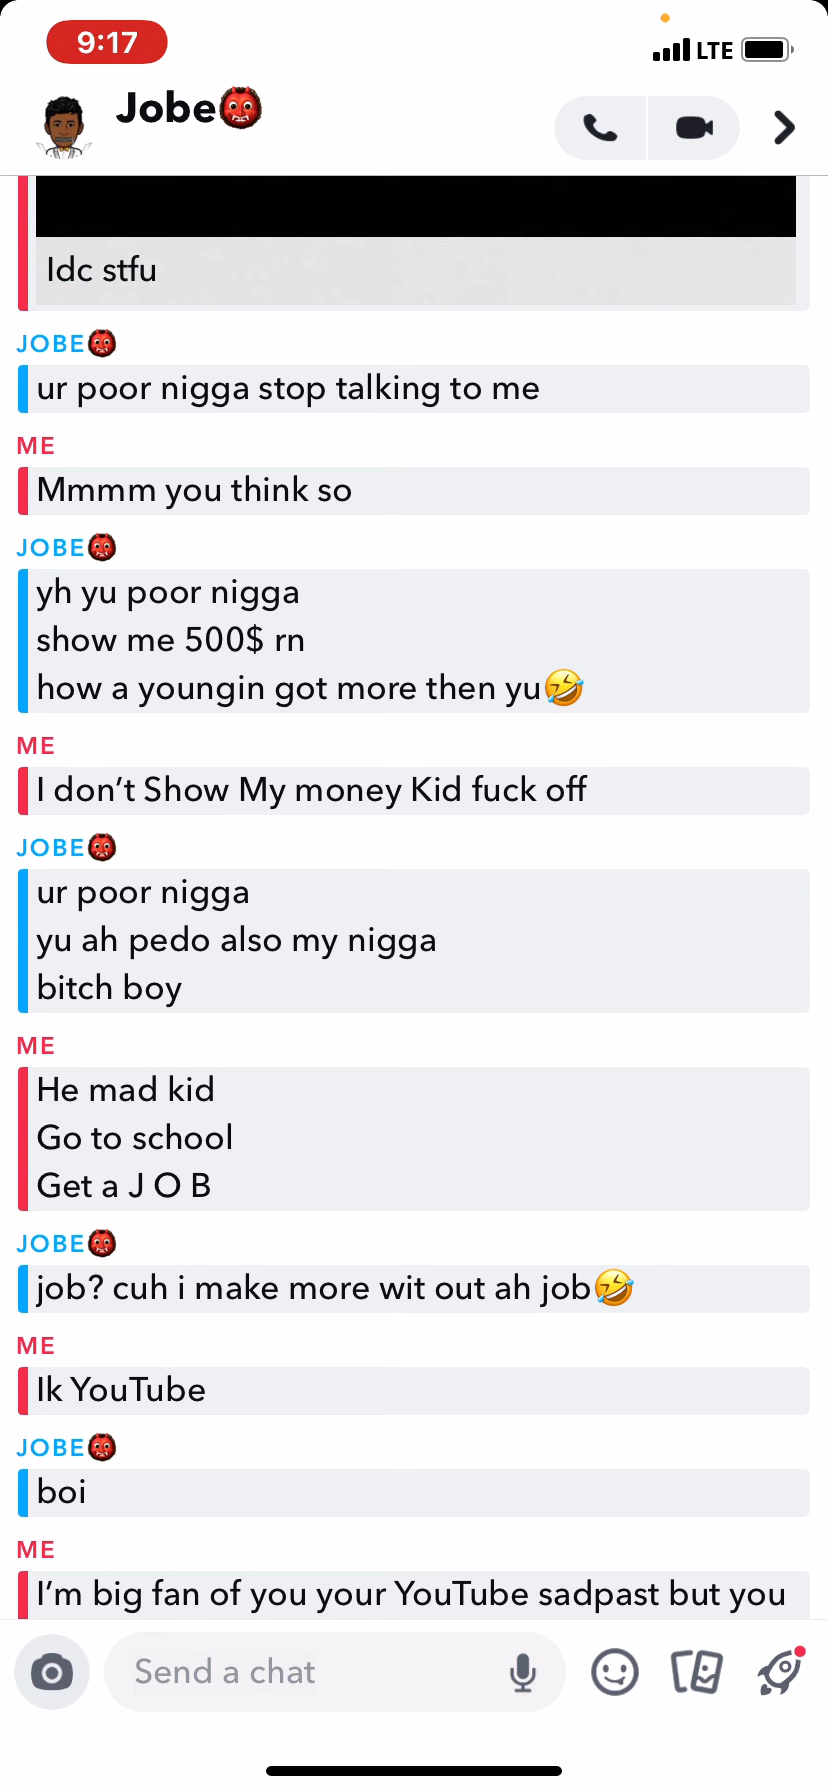 9:17
LTE
Jobe👹
Idc stfu
JOBE👹
ur poor nigga stop talking to me
ME
Mmmm you think so
JOBE👹
yh yu poor nigga
show me 500$ rn
how a youngin got more then yu🤣
ME
I don’t Show My money Kid fuck off
JOBE👹
ur poor nigga
yu ah pedo also my nigga
bitch boy
ME
He mad kid
Go to school
Get a J O B
JOBE👹
job? cuh i make more wit out ah job🤣
ME
Ik YouTube
JOBE👹
boi
ME
I’m big fan of you your YouTube sadpast but you
Send a chat